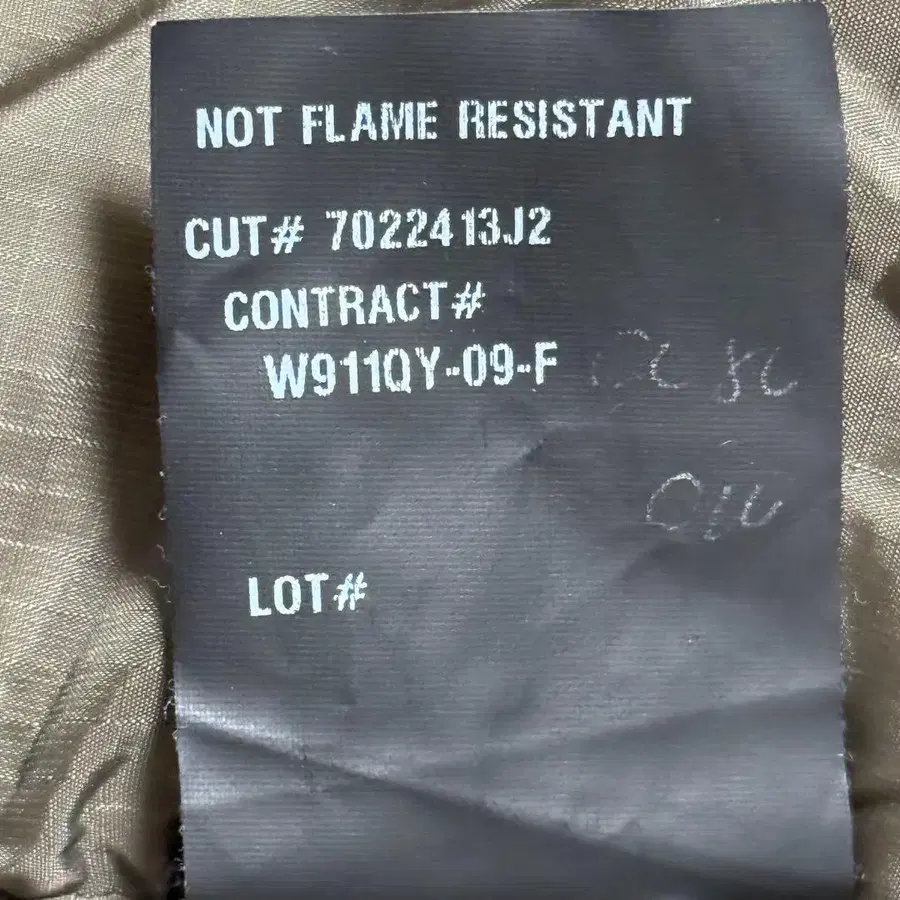 NOT FLAME RESISTANT
CUT# 7022413J2
CONTRACT#
W911QY-09-F
LOT#